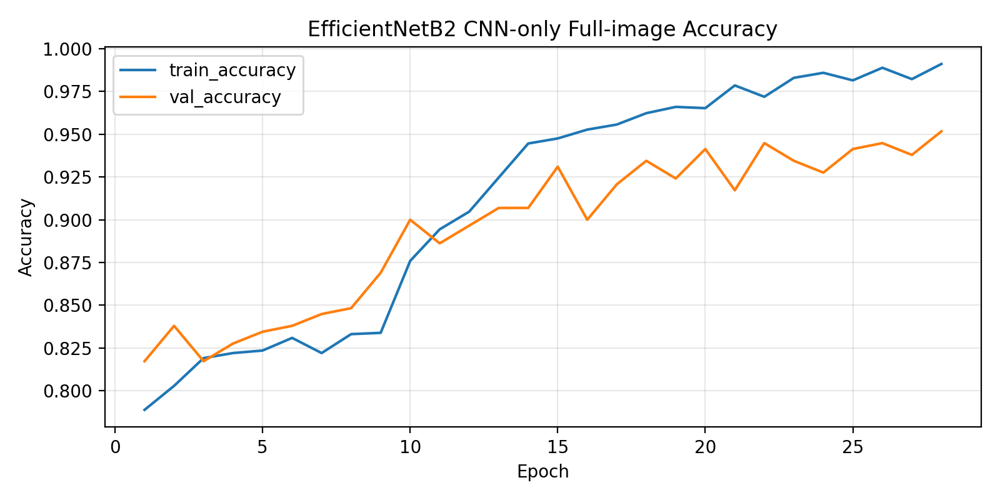 EfficientNetB2 CNN-only Full-image Accuracy
train_accuracy
val_accuracy
1.000
0.975
0.950
0.925
0.900
0.875
0.850
0.825
0.800
Accuracy
0 5 10 15 20 25
Epoch